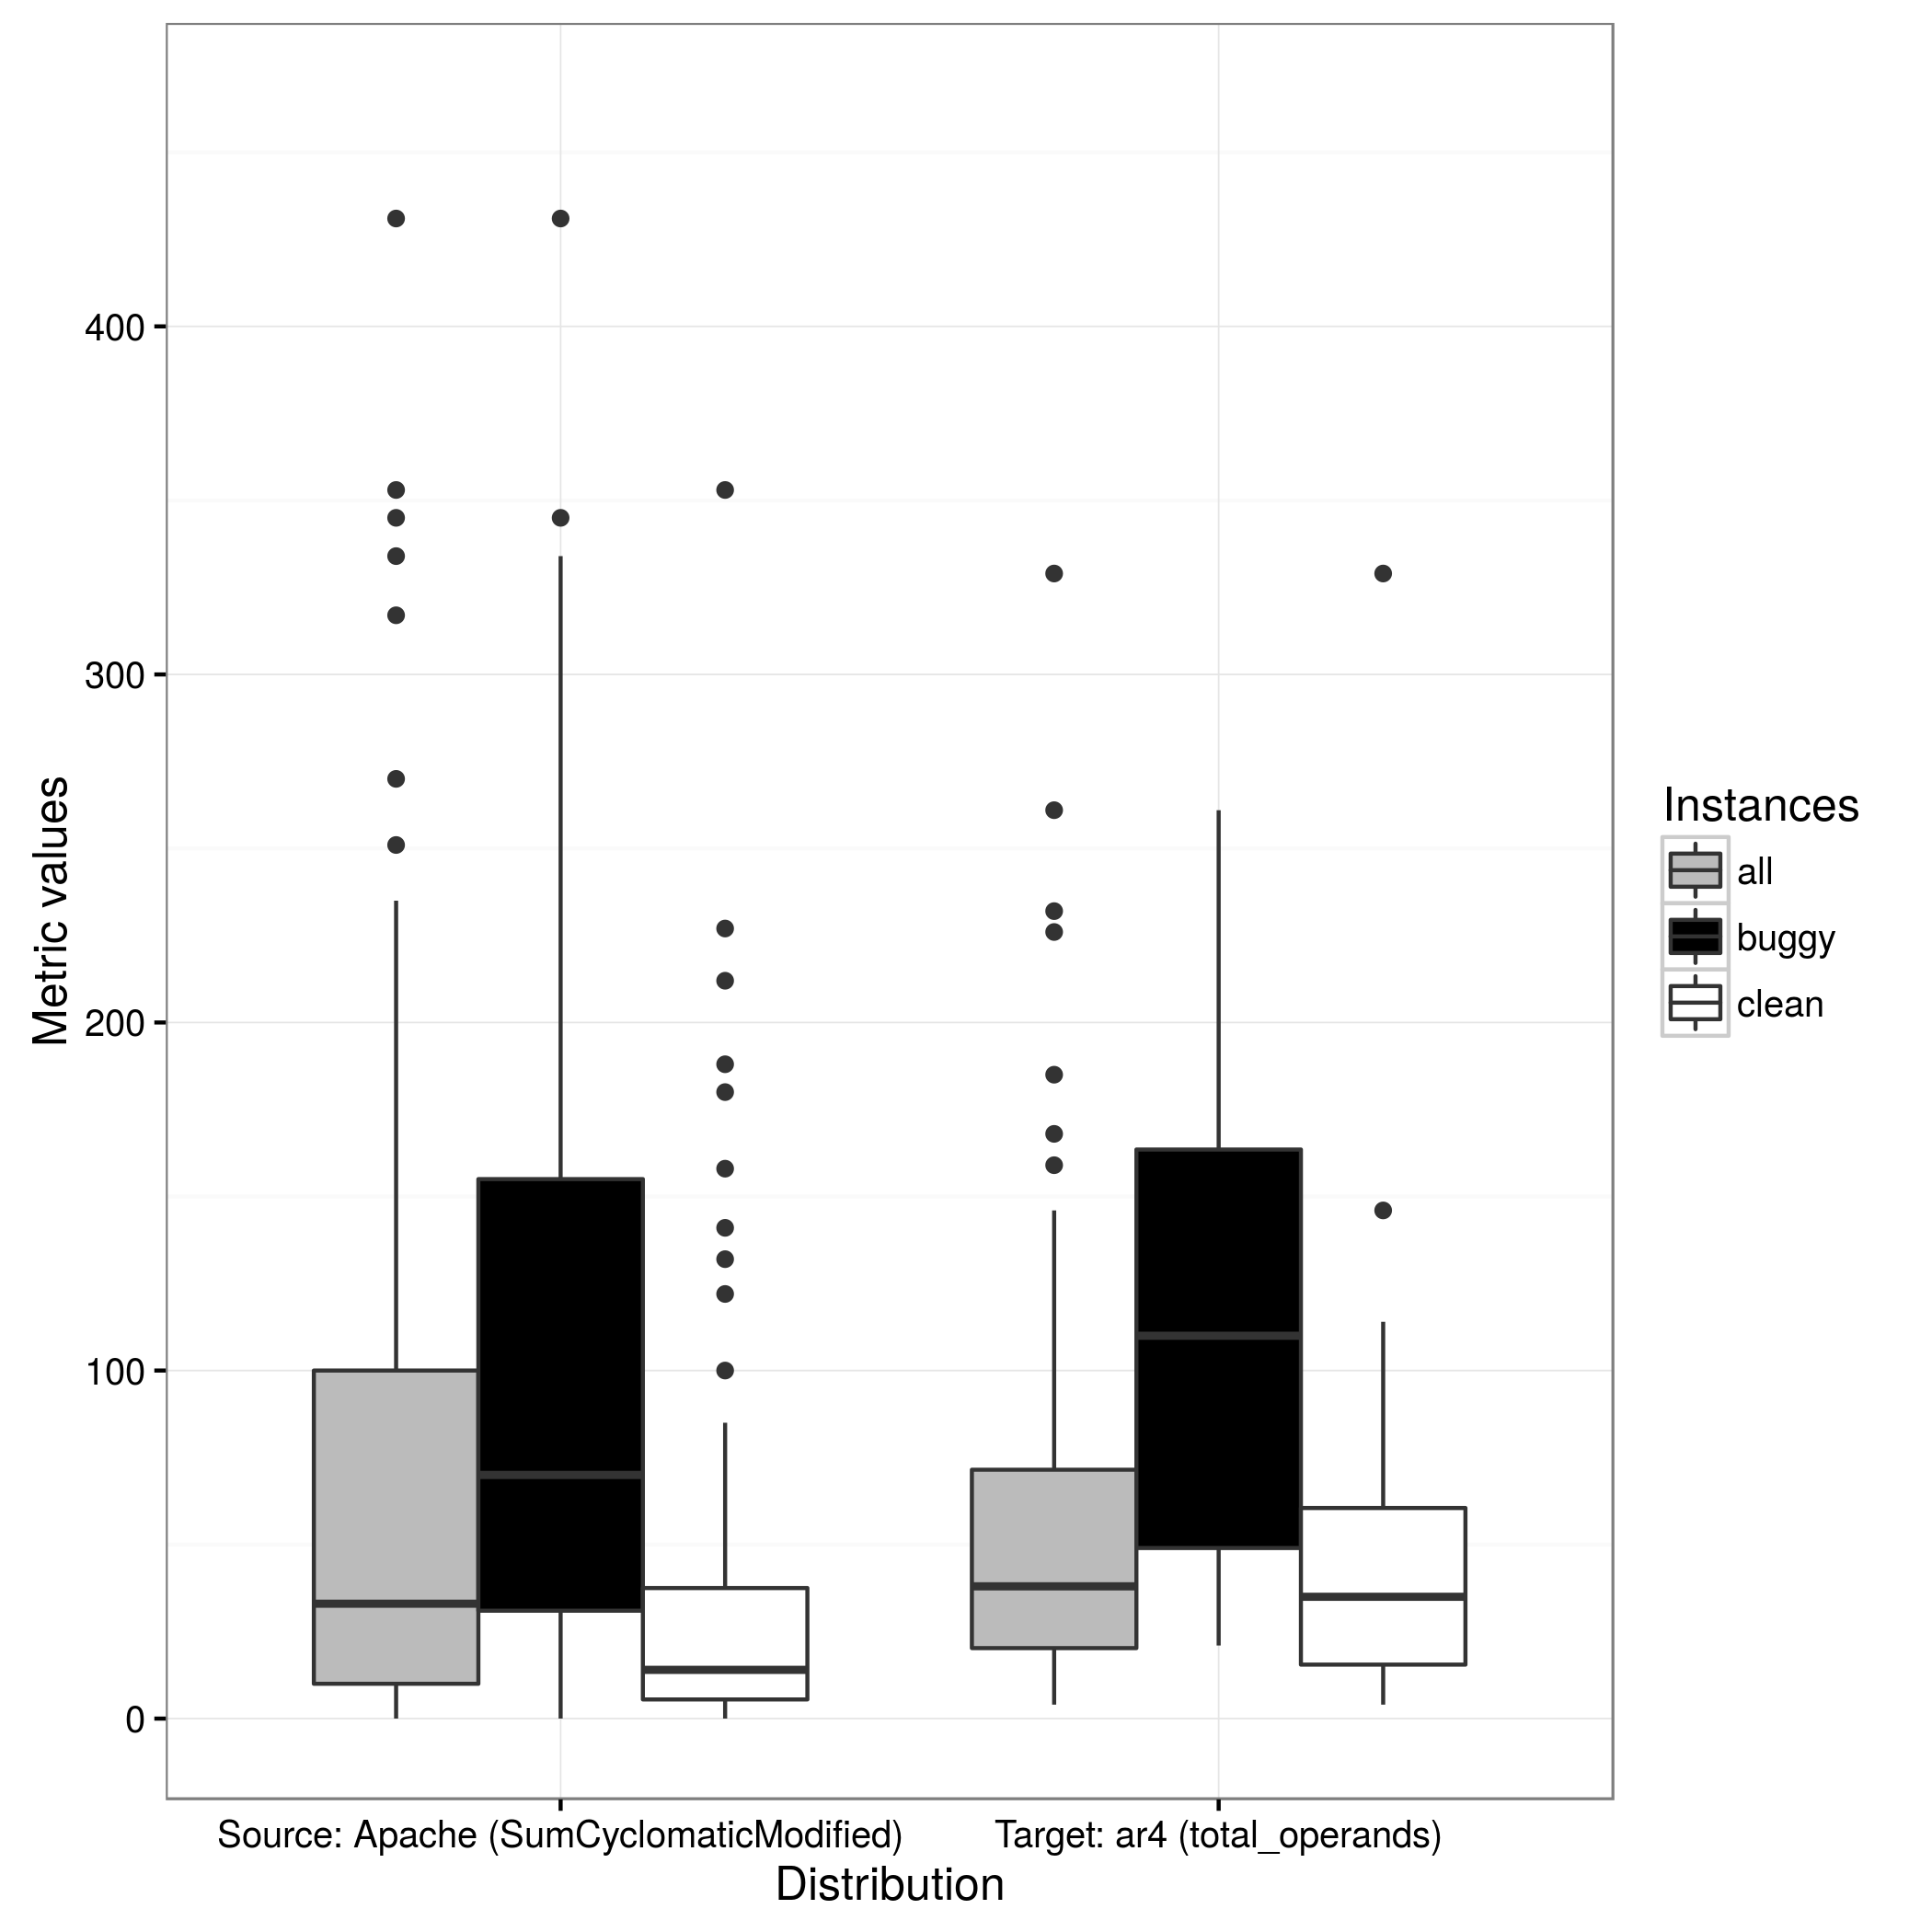 Metric values
400
300
200
100
0
Source: Apache (SumCyclomaticModified)
Target: ar4 (total_operands)
Distribution
Instances
all
buggy
clean